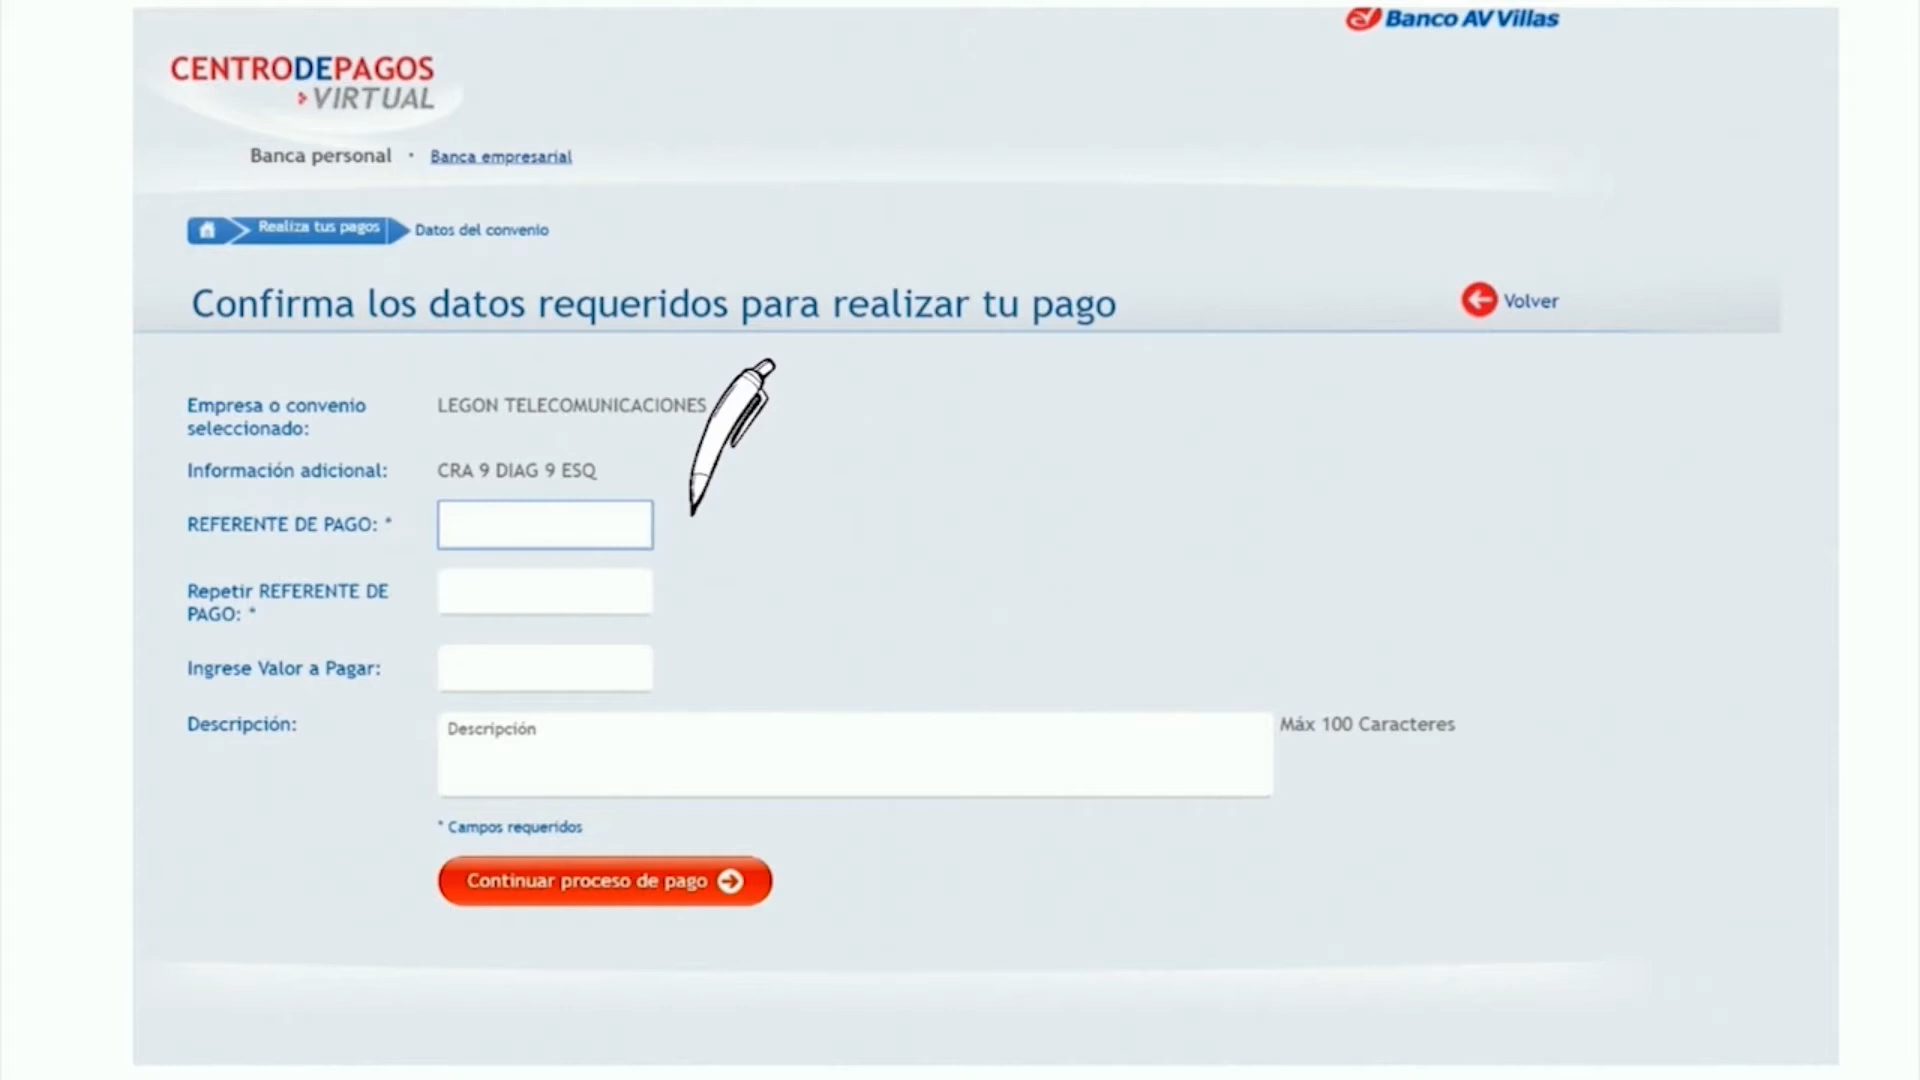 Banco AV Villas
CENTRODEPAGOS
VIRTUAL
Banca personal · Banca empresarial
Realiza tus pagos Datos del convenio
Confirma los datos requeridos para realizar tu pago
Volver
Empresa o convenio
seleccionado:
LEGON TELECOMUNICACIONES
Información adicional: CRA 9 DIAG 9 ESQ
REFERENTE DE PAGO: *
Repetir REFERENTE DE
PAGO: *
Ingrese Valor a Pagar:
Descripción:
Descripción
Máx 100 Caracteres
* Campos requeridos
Continuar proceso de pago